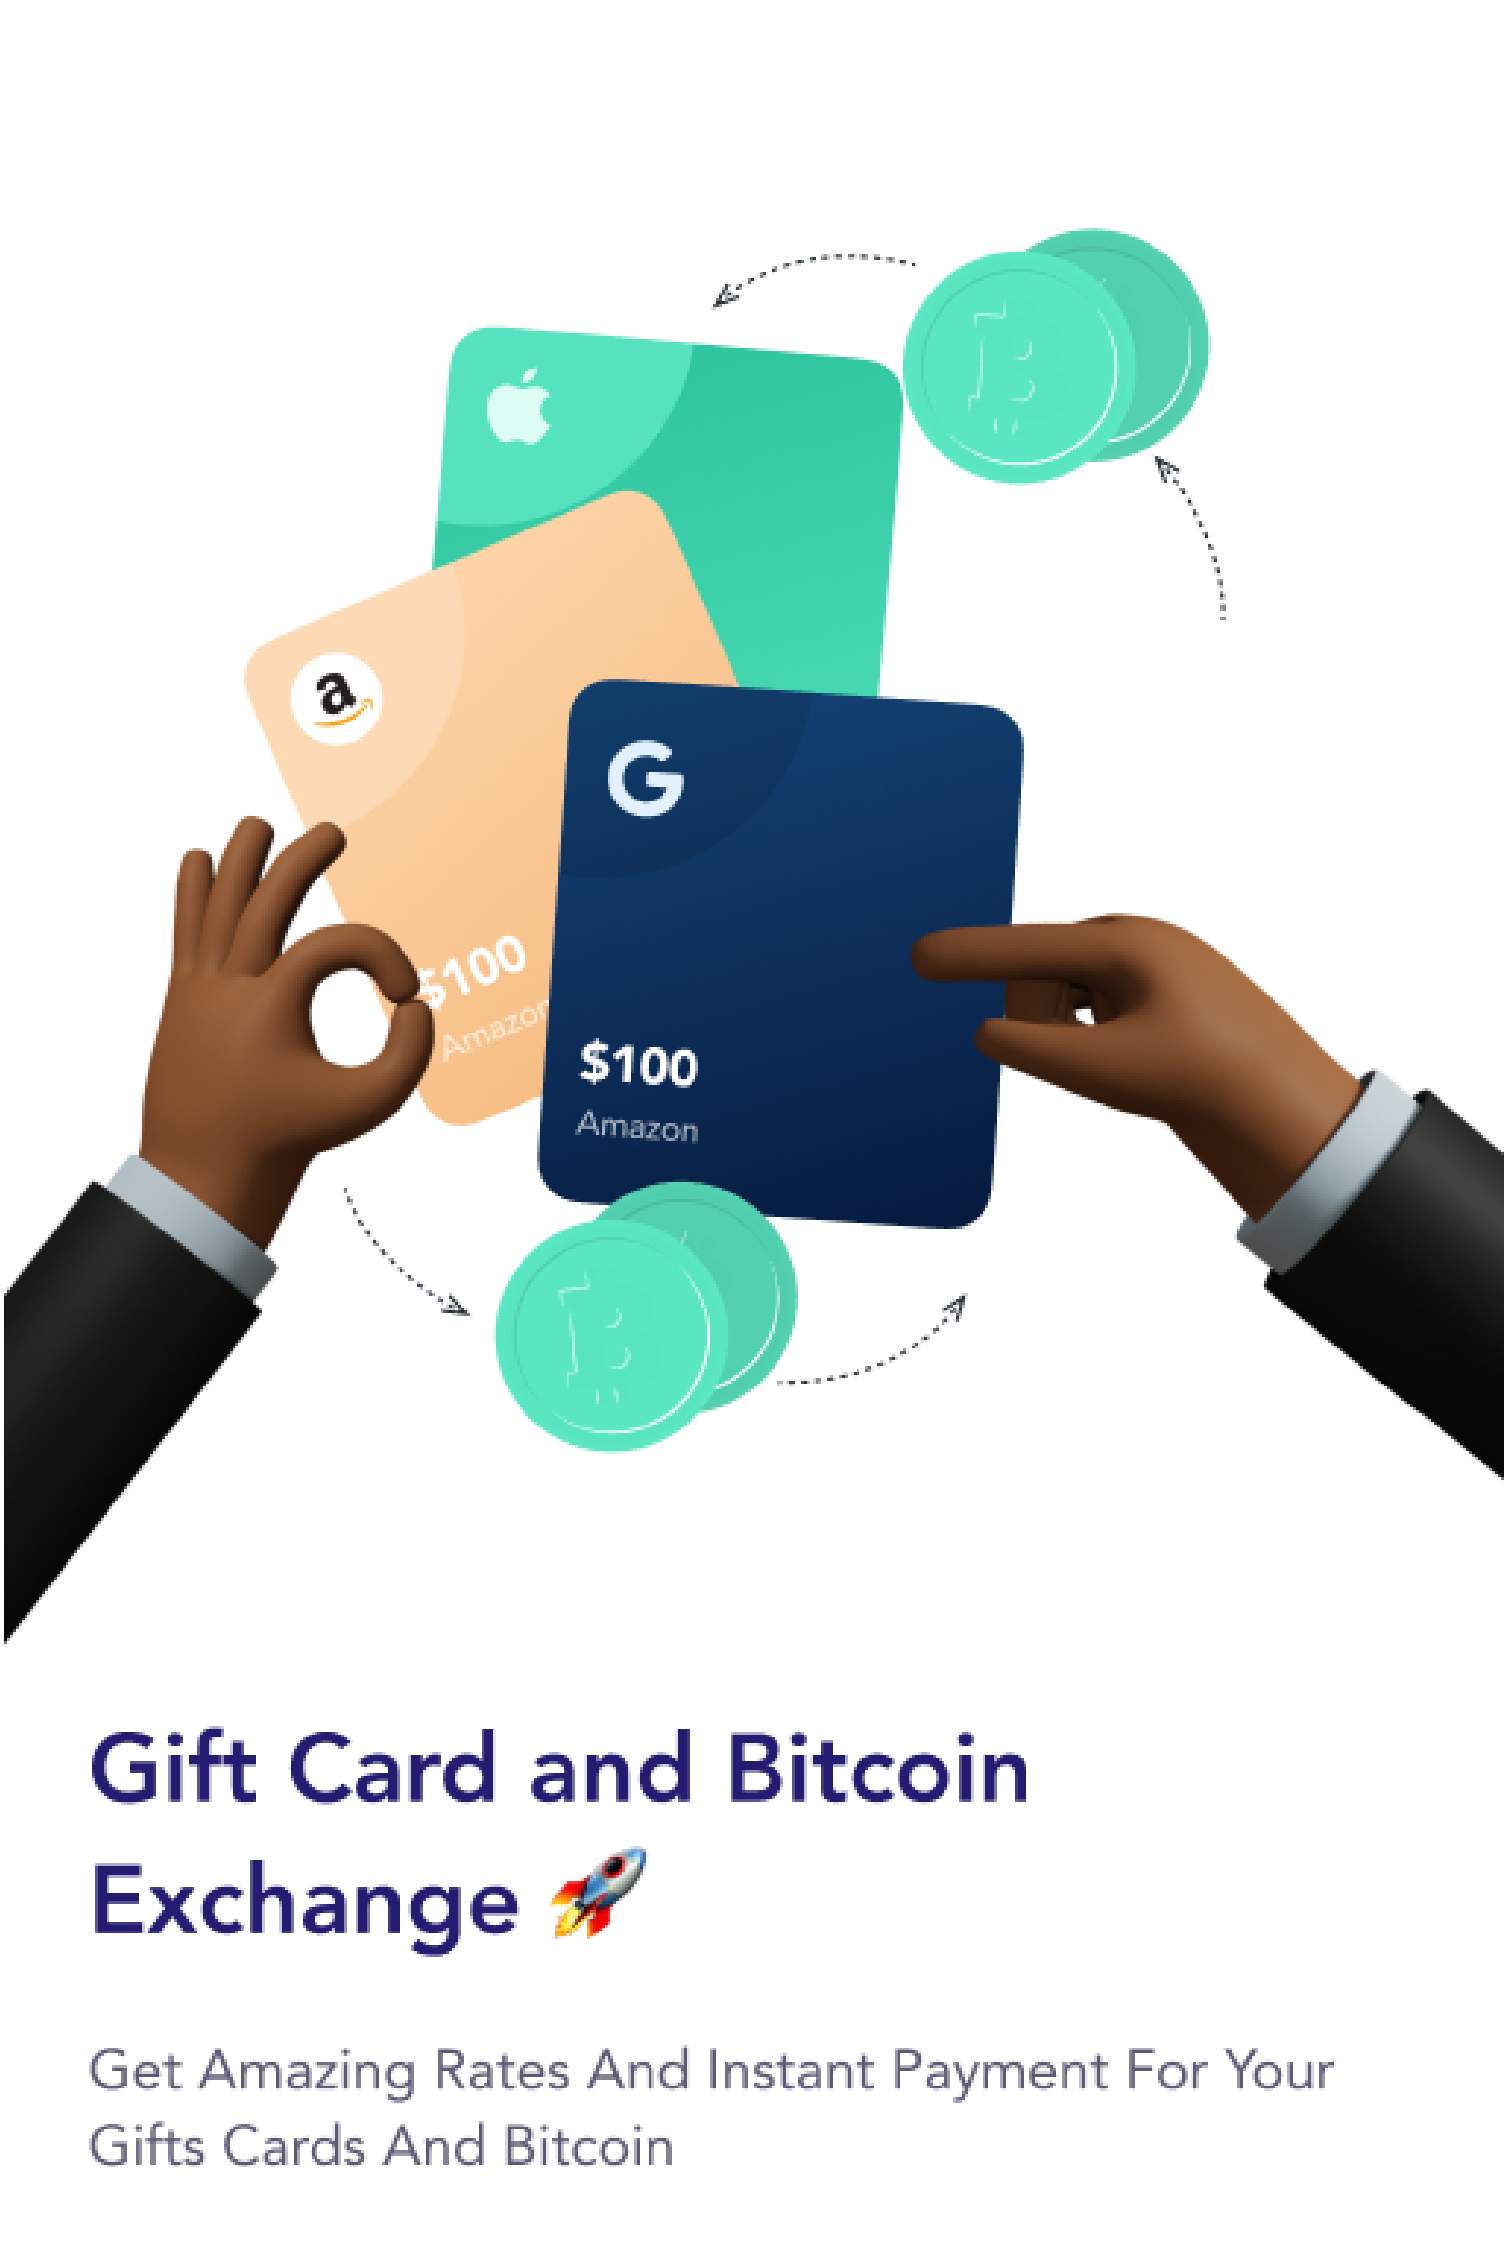 a
G
$100
Amazon
$100
Amazon
Gift Card and Bitcoin
Exchange 🚀
Get Amazing Rates And Instant Payment For Your
Gifts Cards And Bitcoin